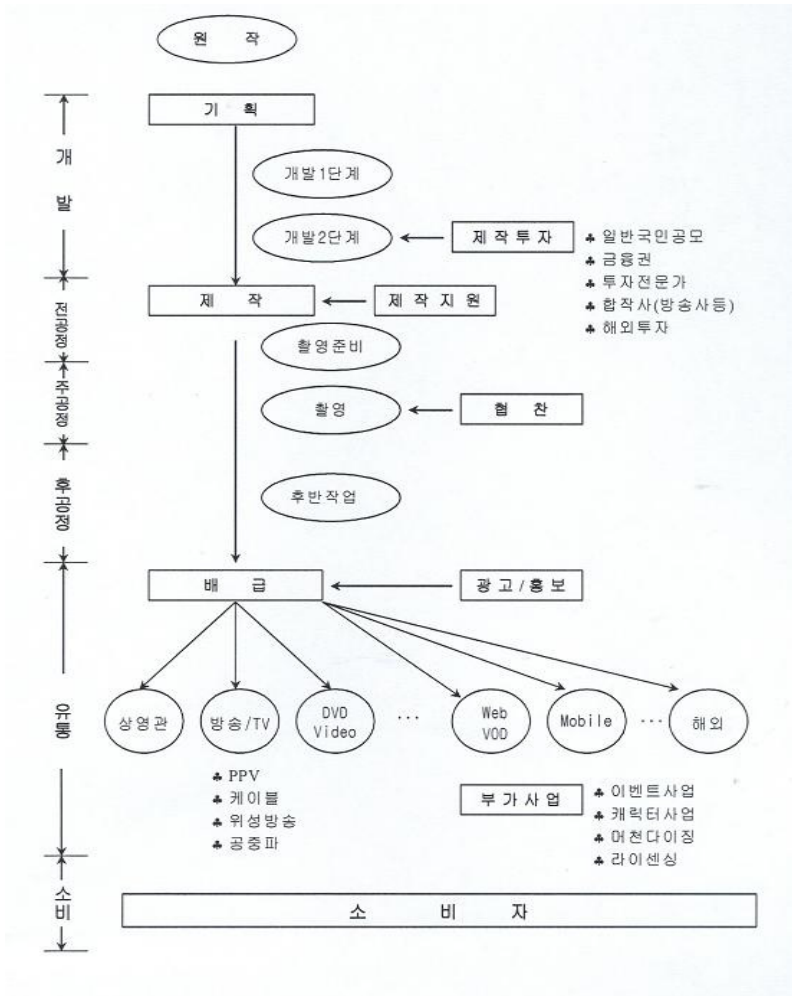 원 작
기 획
개
발
개발1단계
개발2단계
제작투자
♣ 일반국민공모
♣ 금융권
♣ 투자전문가
♣ 합작사(방송사등)
♣ 해외투자
제 작
제작지원
전공정
촬영준비
주공정
촬영
협 찬
후공정
후반작업
배 급
광고/홍보
유통
상영관
방송/TV
DVD
Video
...
Web
VOD
Mobile
...
해외
♣ PPV
♣ 케이블
♣ 위성방송
♣ 공중파
부가사업
♣ 이벤트사업
♣ 캐릭터사업
♣ 머천다이징
♣ 라이센싱
소비
소 비 자